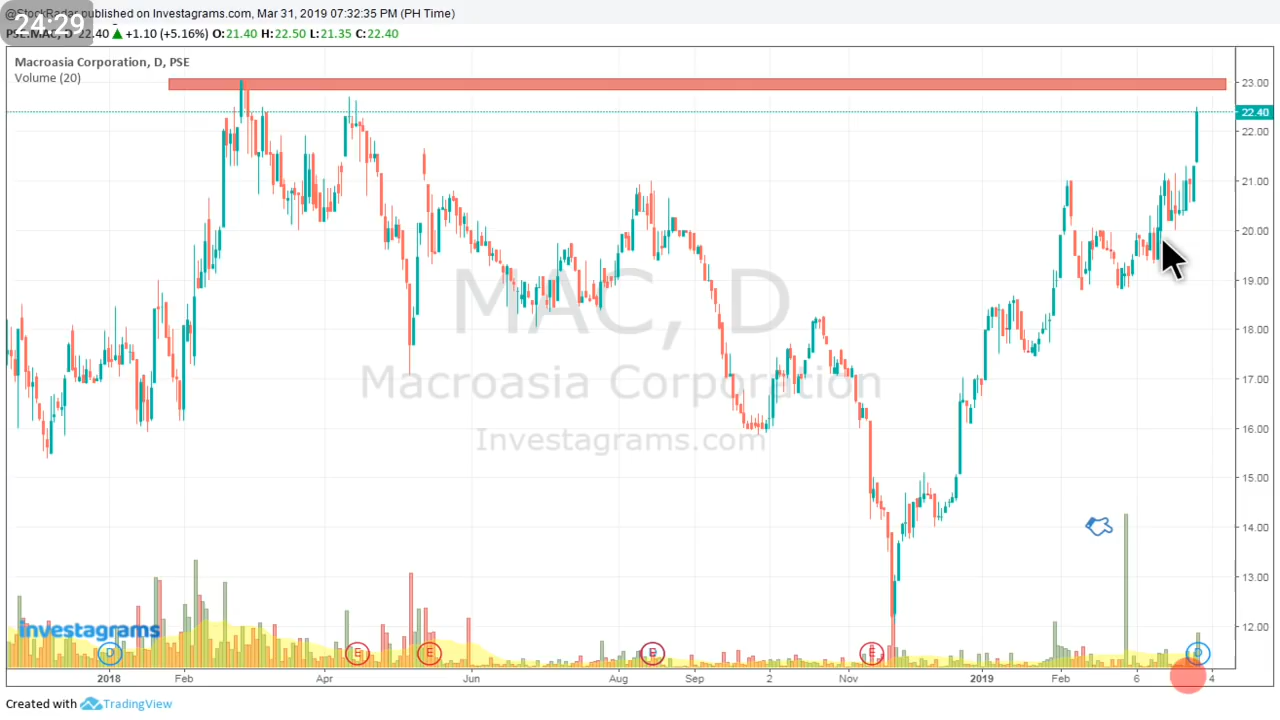 24:29
published on Investagrams.com, Mar 31, 2019 07:32:35 PM (PH Time)
PSE:MAC, D 22.40 ▲ +1.10 (+5.16%) O:21.40 H:22.50 L:21.35 C:22.40
Macroasia Corporation, D, PSE
Volume (20)
23.00
22.40
22.00
21.00
20.00
19.00
18.00
17.00
16.00
15.00
14.00
13.00
12.00
MAC, D
Macroasia Corporation
Investagrams.com
investagrams
D E E D E D
2018 Feb Apr Jun Aug Sep 2 Nov 2019 Feb 6 4
Created with TradingView